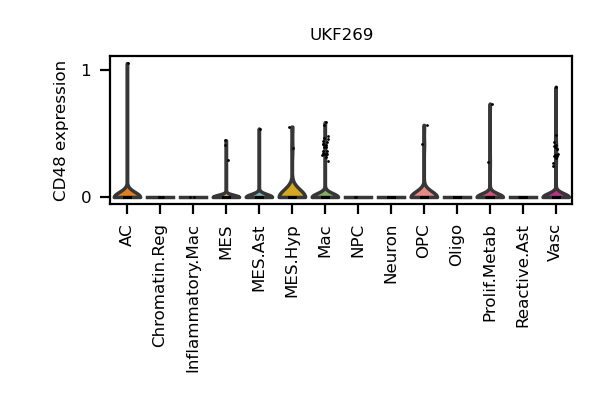 UKF269
CD48 expression
1
0
AC
Chromatin.Reg
Inflammatory.Mac
MES
MES.Ast
MES.Hyp
Mac
NPC
Neuron
OPC
Oligo
Prolif.Metab
Reactive.Ast
Vasc